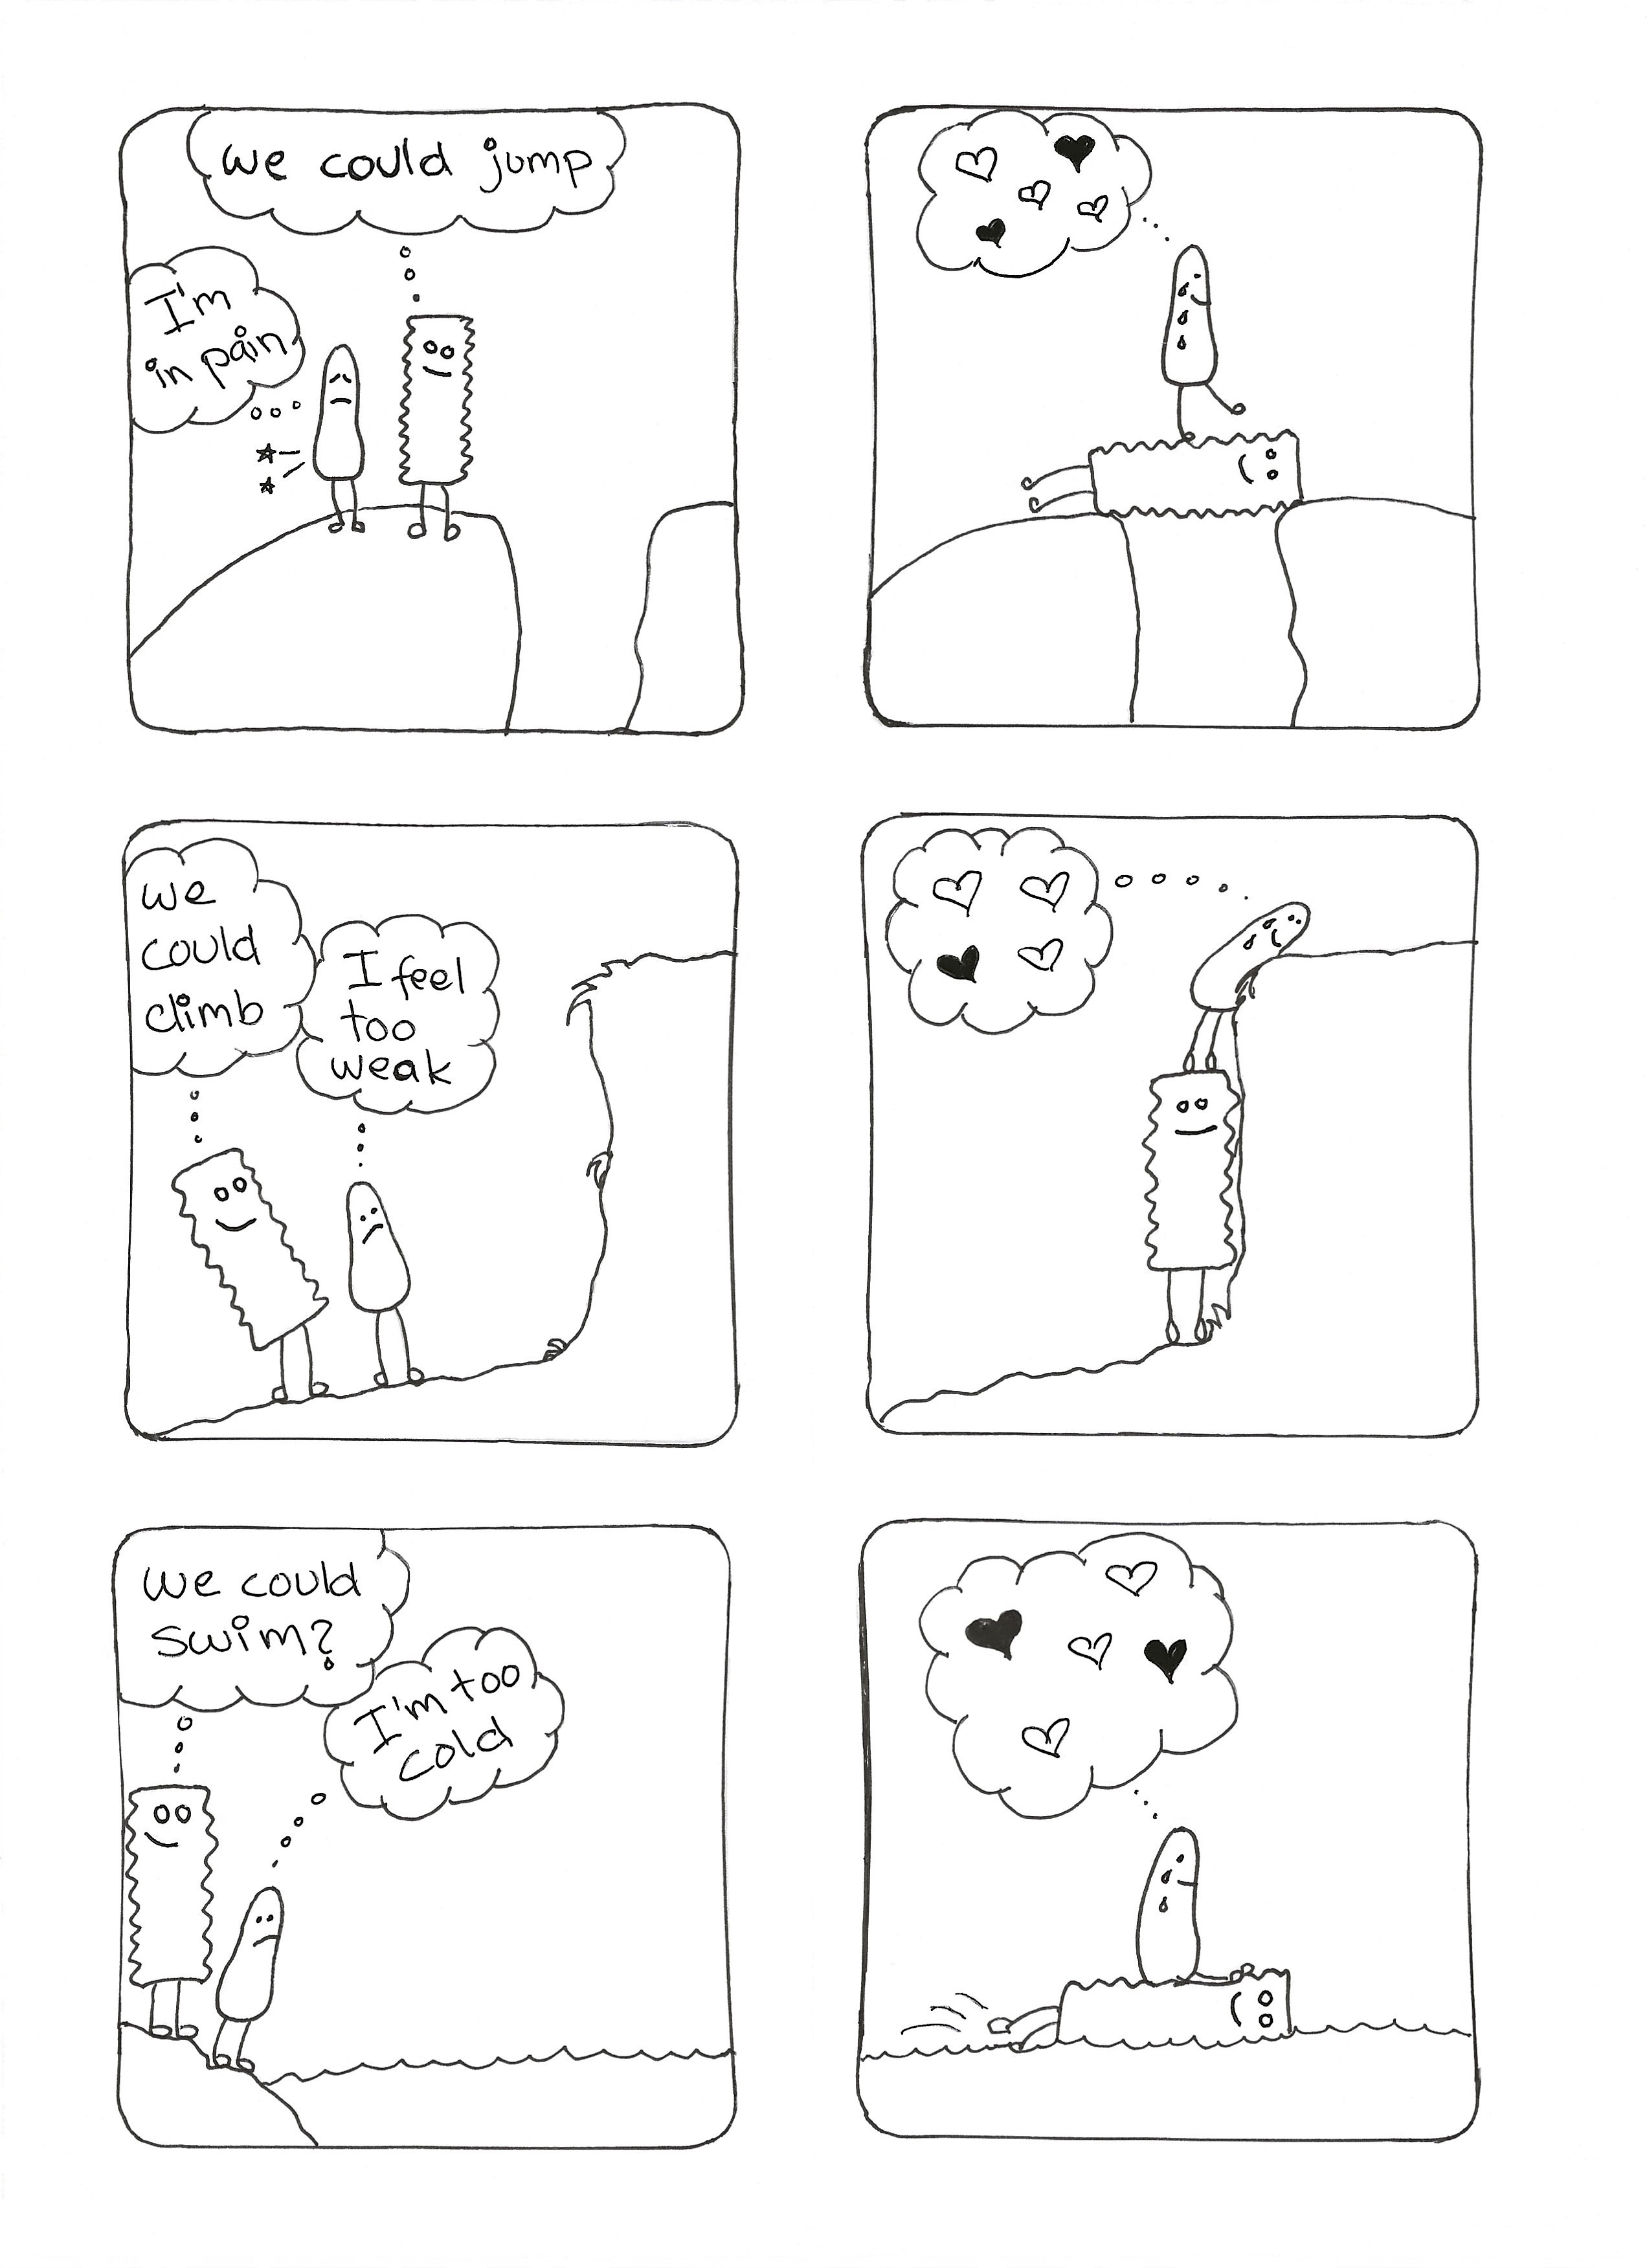 we could jump
I'm
in pain
we
could
climb
I feel
too
weak
we could
swim?
I'm too
cold